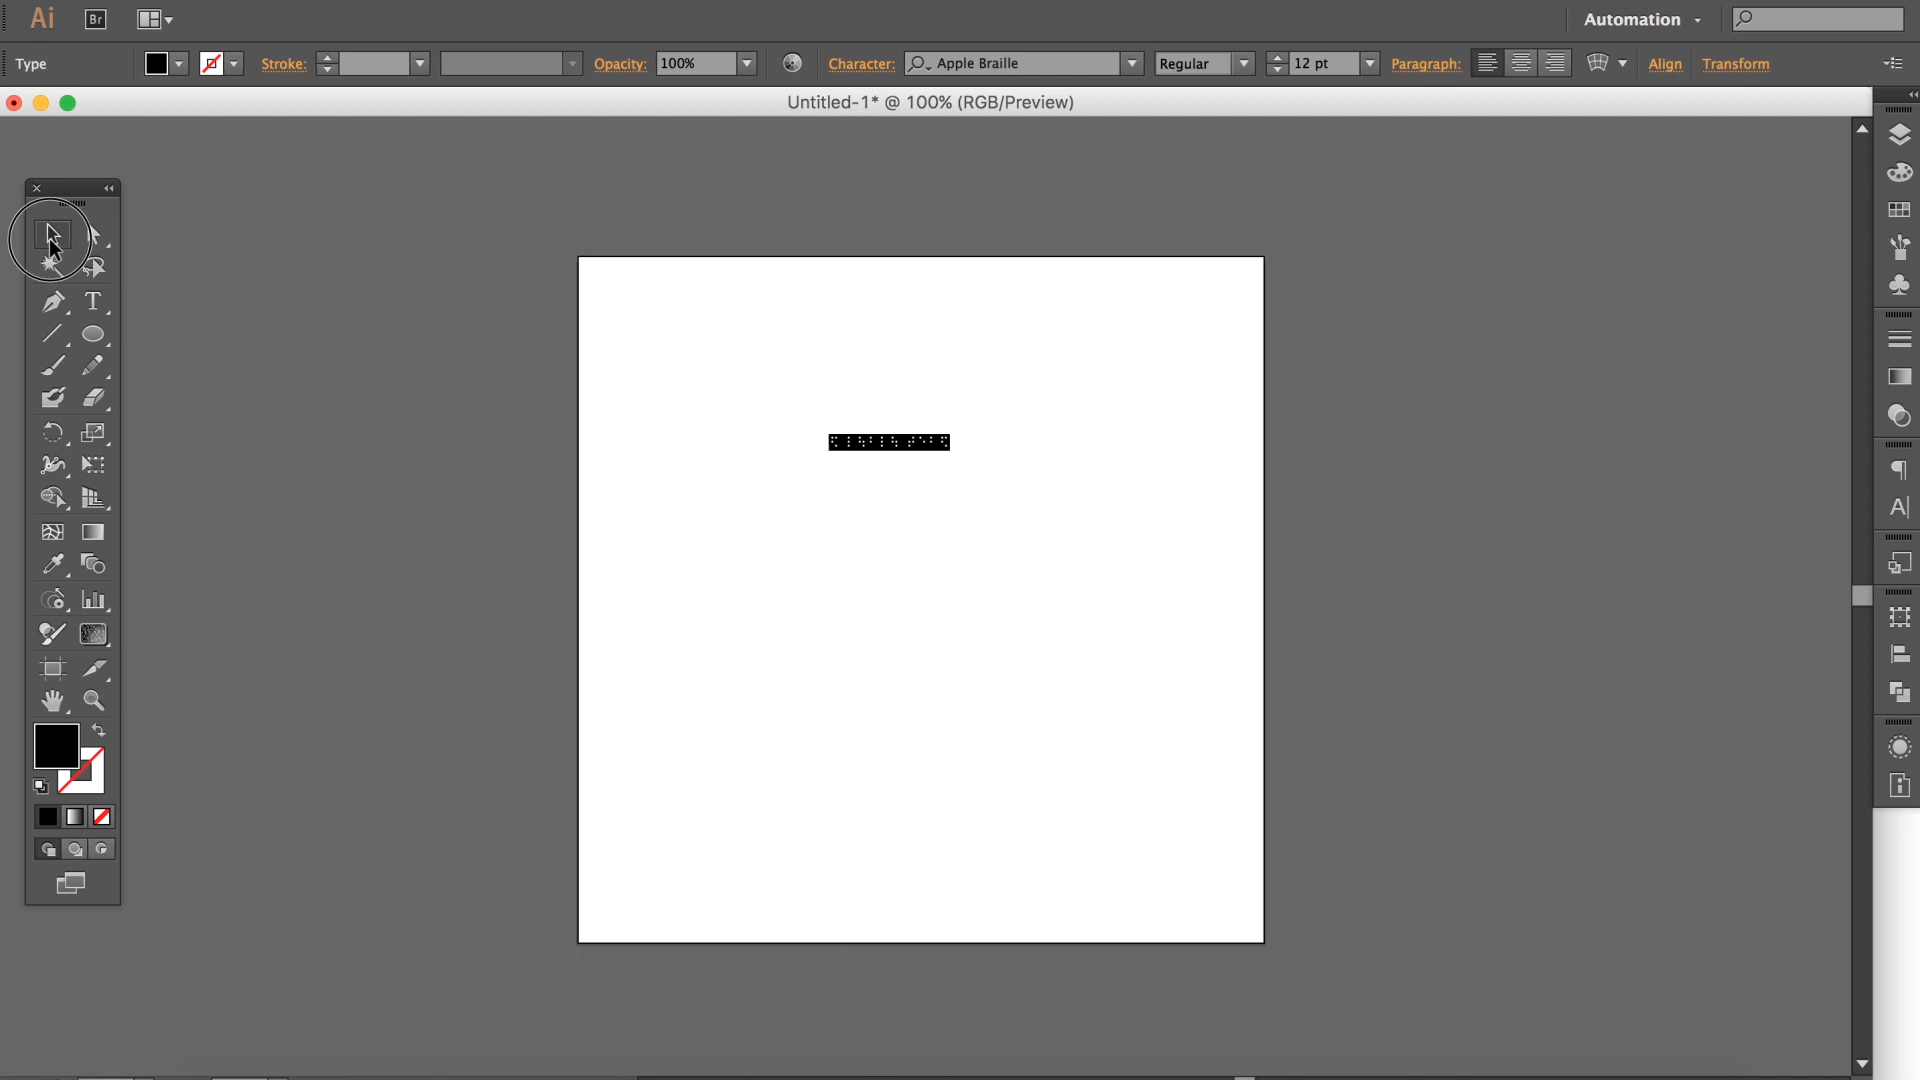 Ai Br Automation
Type Stroke: Opacity: 100% Character: Apple Braille Regular 12 pt Paragraph: Align Transform
Untitled-1* @ 100% (RGB/Preview)